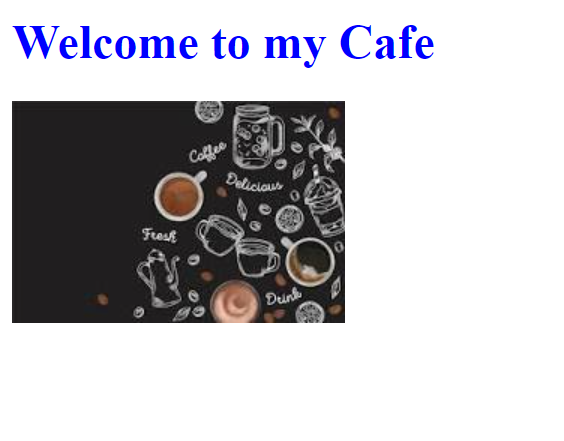 Welcome to my Cafe
Coffee
Delicious
Fresh
Drink